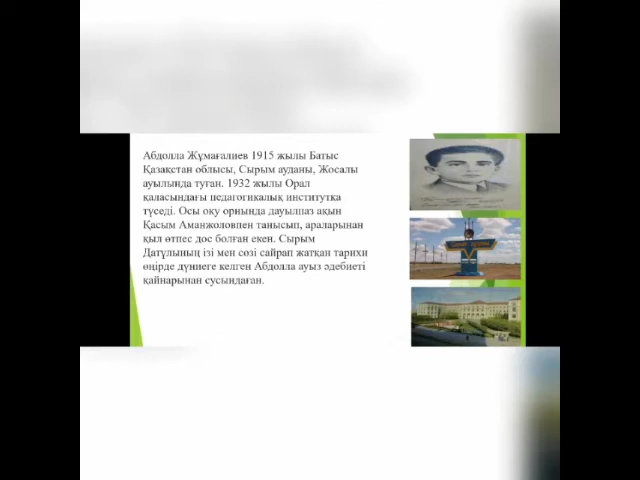 Абдолла Жұмағалиев 1915 жылы Батыс
Қазақстан облысы, Сырым ауданы, Жосалы
ауылында туған. 1932 жылы Орал
қаласындағы педагогикалық институтқа
түседі. Осы оқу орнында дауылпаз ақын
Қасым Аманжоловпен танысып, араларынан
қыл өтпес дос болған екен. Сырым
Датұлының ізі мен сөзі сайрап жатқан тарихи
өңірде дүниеге келген Абдолла ауыз әдебиеті
қайнарынан сусындаған.